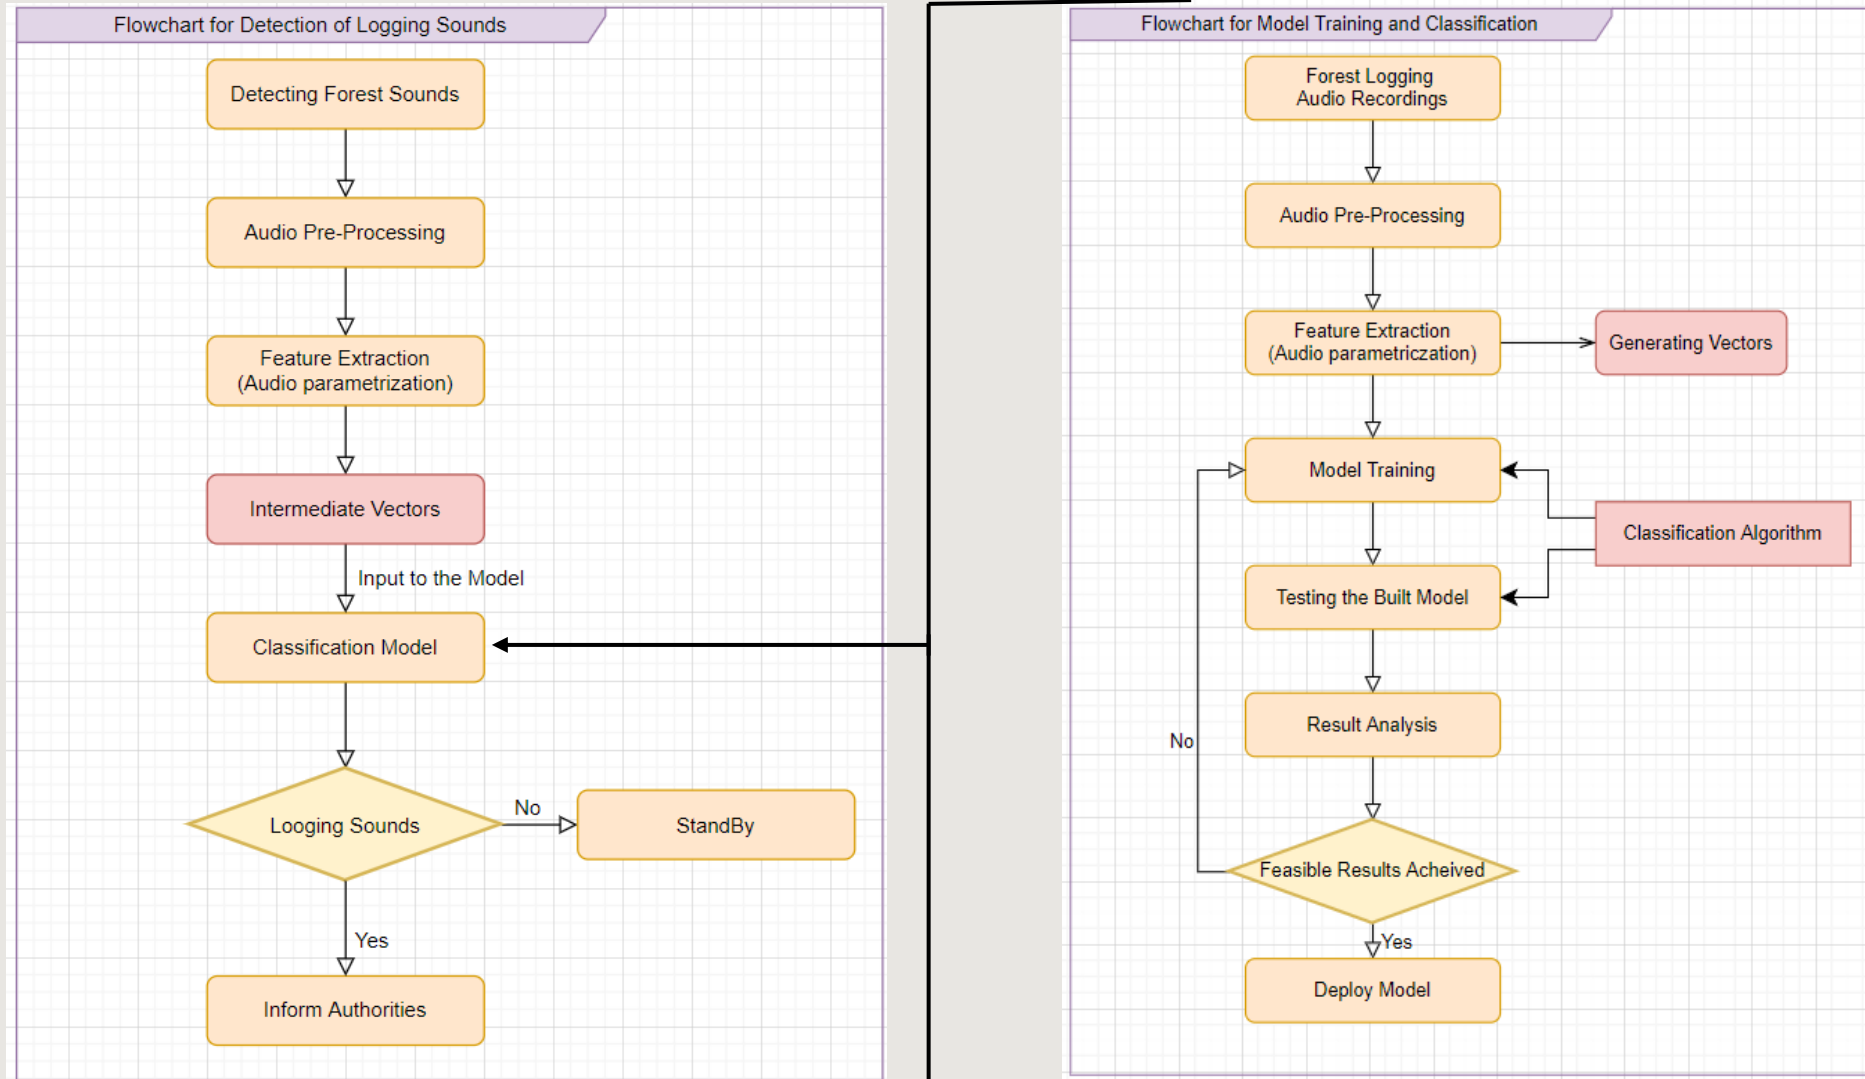 Flowchart for Detection of Logging Sounds
Detecting Forest Sounds
Audio Pre-Processing
Feature Extraction
(Audio parametrization)
Intermediate Vectors
Input to the Model
Classification Model
Looging Sounds
No
StandBy
Yes
Inform Authorities
Flowchart for Model Training and Classification
Forest Logging
Audio Recordings
Audio Pre-Processing
Feature Extraction
(Audio parametriczation)
Generating Vectors
Model Training
Classification Algorithm
Testing the Built Model
Result Analysis
No
Feasible Results Acheived
Yes
Deploy Model